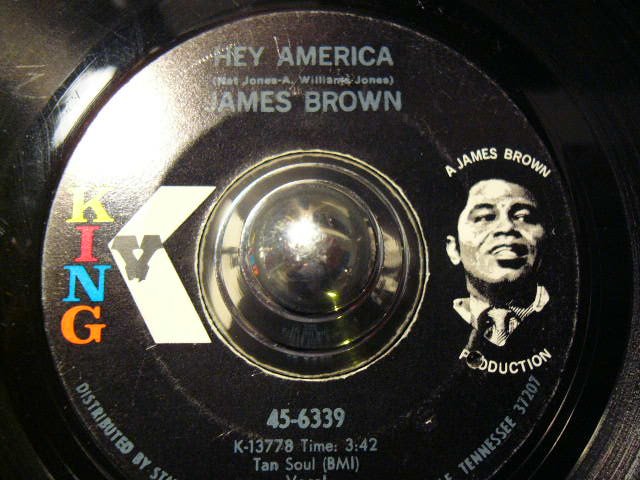 HEY AMERICA
(Nat Jones-A. Williams-Jones)
JAMES BROWN
KING
A JAMES BROWN
PRODUCTION
45-6339
K-13778 Time: 3:42
Tan Soul (BMI)
Vocal
DISTRIBUTED BY
TENNESSEE 37207